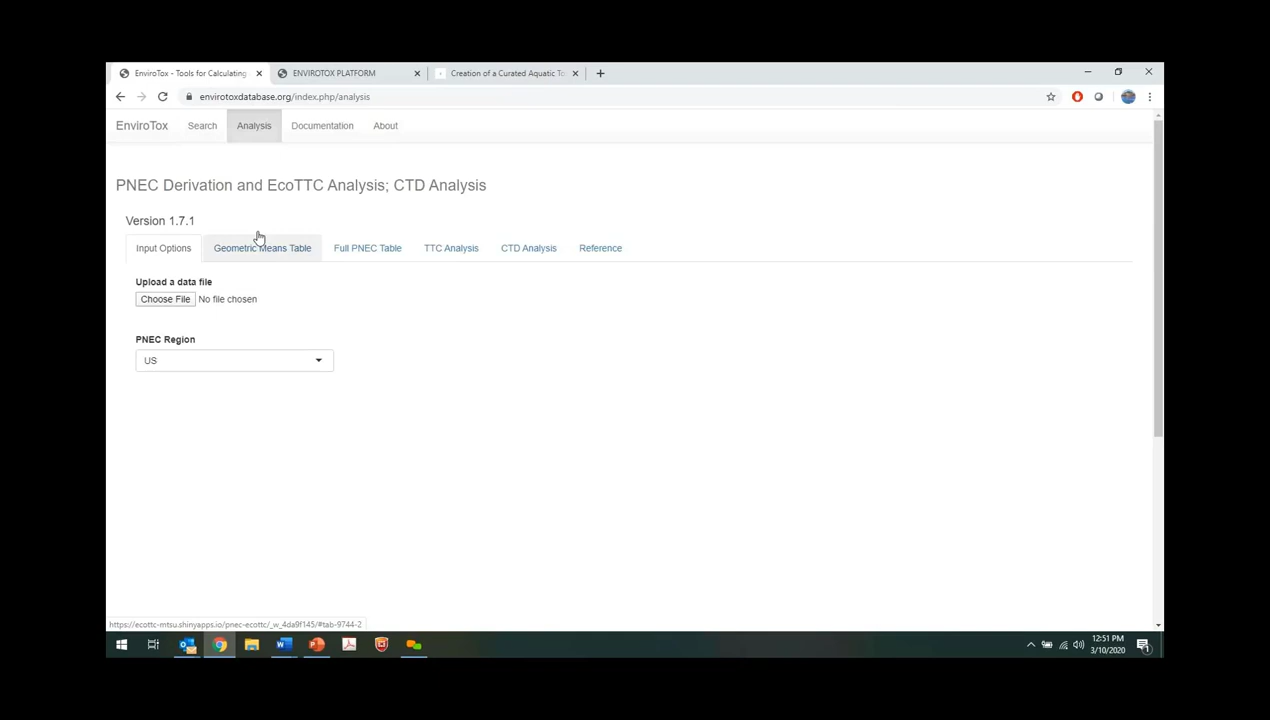 EnviroTox - Tools for Calculating
ENVIROTOX PLATFORM
Creation of a Curated Aquatic To
envirotoxdatabase.org/index.php/analysis
EnviroTox Search Analysis Documentation About
PNEC Derivation and EcoTTC Analysis; CTD Analysis
Version 1.7.1
Input Options Geometric Means Table Full PNEC Table TTC Analysis CTD Analysis Reference
Upload a data file
Choose File No file chosen
PNEC Region
US
https://ecottc-mtsu.shinyapps.io/pnec-ecottc/_w_4da9f145/#tab-9744-2
12:51 PM
3/10/2020